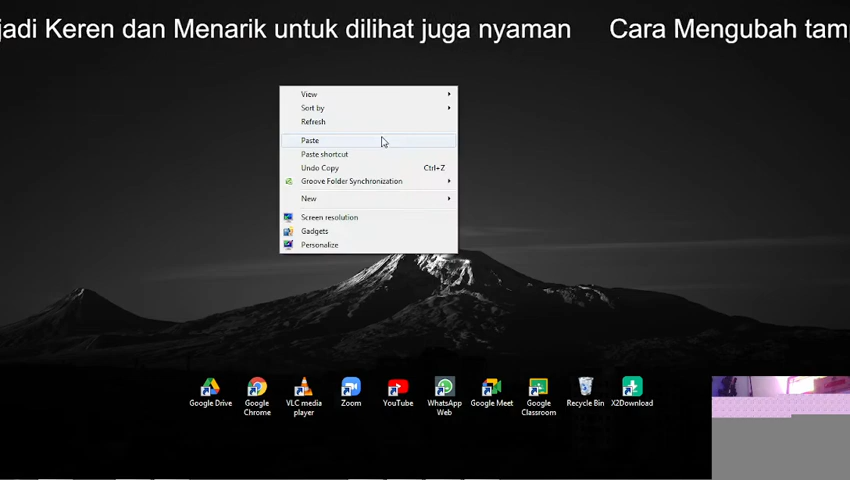 jadi Keren dan Menarik untuk dilihat juga nyaman Cara Mengubah tamp
View
Sort by
Refresh
Paste
Paste shortcut
Undo Copy Ctrl+Z
Groove Folder Synchronization
New
Screen resolution
Gadgets
Personalize
Google Drive
Google Chrome
VLC media player
Zoom
YouTube
WhatsApp Web
Google Meet
Google Classroom
Recycle Bin
X2Download